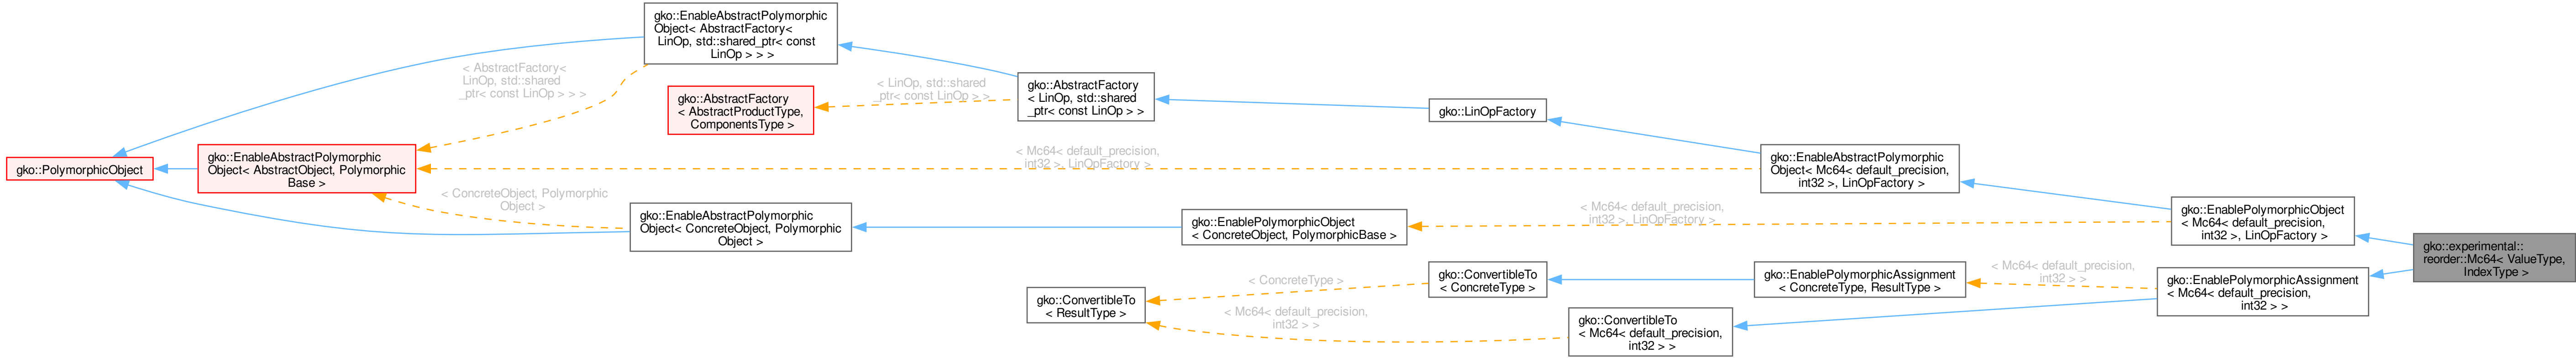 gko::PolymorphicObject
gko::EnableAbstractPolymorphic
Object< AbstractFactory<
LinOp, std::shared_ptr< const
LinOp > > >
< AbstractFactory<
LinOp, std::shared
_ptr< const LinOp > > >
gko::AbstractFactory
< AbstractProductType,
ComponentsType >
< LinOp, std::shared
_ptr< const LinOp > >
gko::AbstractFactory
< LinOp, std::shared
_ptr< const LinOp > >
gko::LinOpFactory
gko::EnableAbstractPolymorphic
Object< AbstractObject, Polymorphic
Base >
< Mc64< default_precision,
int32 >, LinOpFactory >
gko::EnableAbstractPolymorphic
Object< Mc64< default_precision,
int32 >, LinOpFactory >
< ConcreteObject, Polymorphic
Object >
gko::EnableAbstractPolymorphic
Object< ConcreteObject, Polymorphic
Object >
gko::EnablePolymorphicObject
< ConcreteObject, PolymorphicBase >
< Mc64< default_precision,
int32 >, LinOpFactory >
gko::EnablePolymorphicObject
< Mc64< default_precision,
int32 >, LinOpFactory >
gko::experimental::
reorder::Mc64< ValueType,
IndexType >
gko::ConvertibleTo
< ResultType >
< ConcreteType >
gko::ConvertibleTo
< ConcreteType >
gko::EnablePolymorphicAssignment
< ConcreteType, ResultType >
< Mc64< default_precision,
int32 > >
gko::EnablePolymorphicAssignment
< Mc64< default_precision,
int32 > >
< Mc64< default_precision,
int32 > >
gko::ConvertibleTo
< Mc64< default_precision,
int32 > >